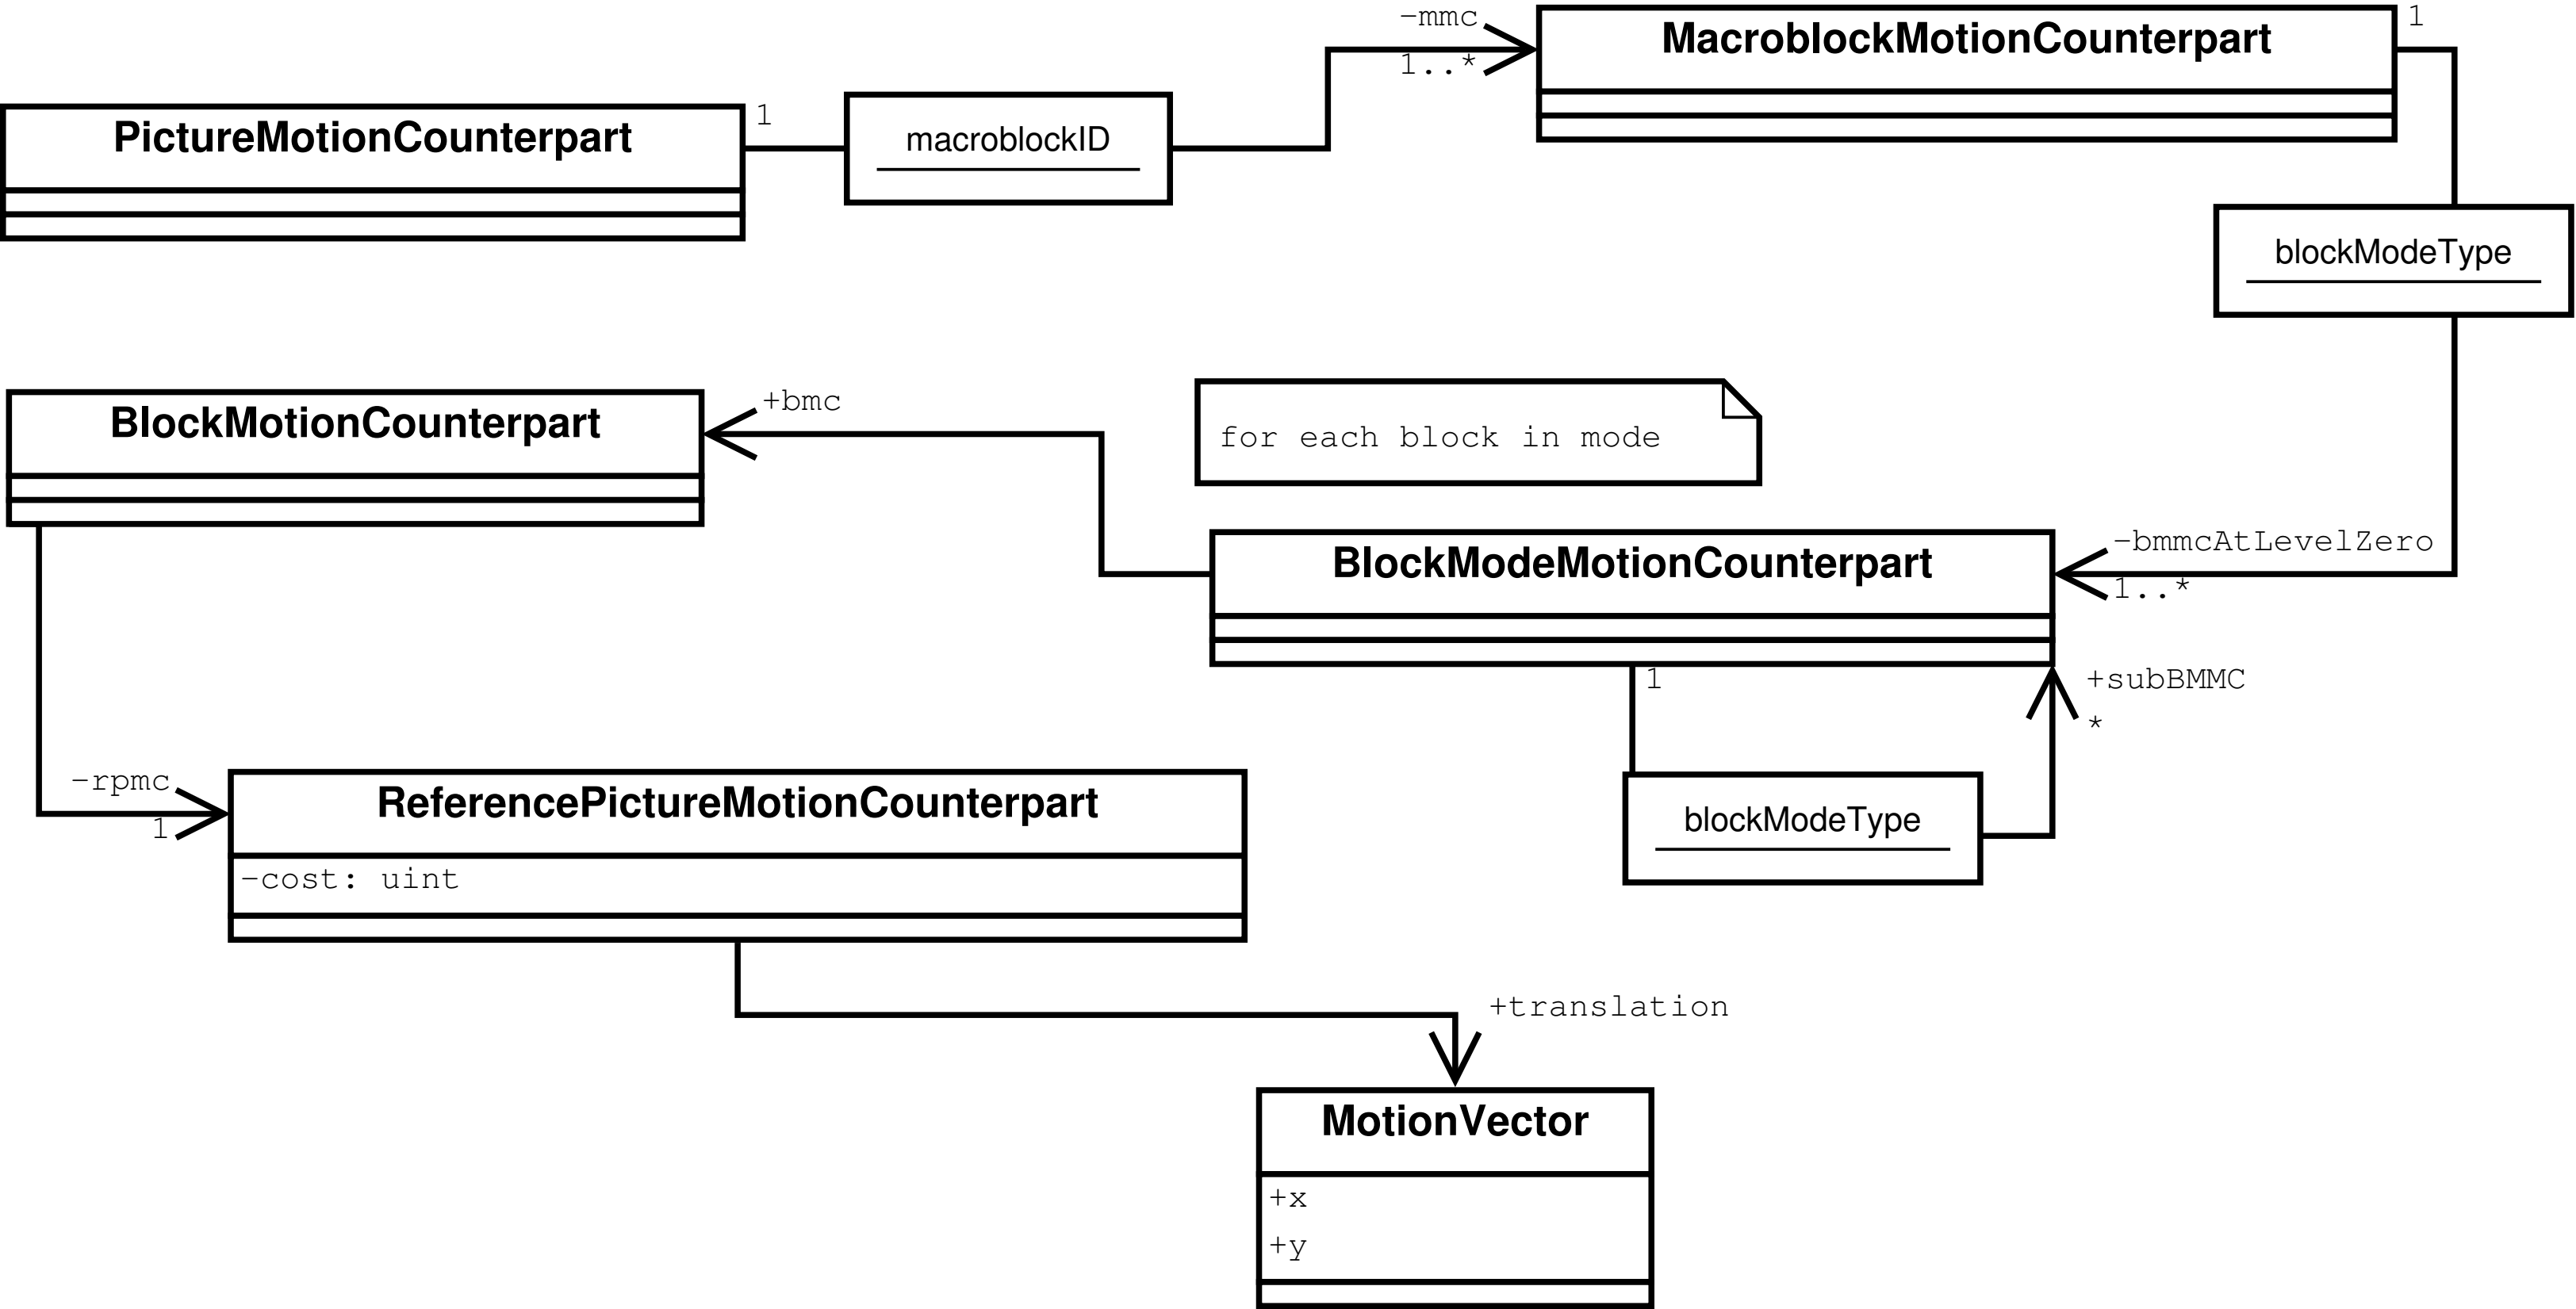 -mmc
1..*
MacroblockMotionCounterpart
1
PictureMotionCounterpart
1
macroblockID
blockModeType
BlockMotionCounterpart
+bmc
for each block in mode
BlockModeMotionCounterpart
-bmmcAtLevelZero
1..*
1
+subBMMC
*
-rpmc
1
ReferencePictureMotionCounterpart
-cost: uint
blockModeType
+translation
MotionVector
+x
+y